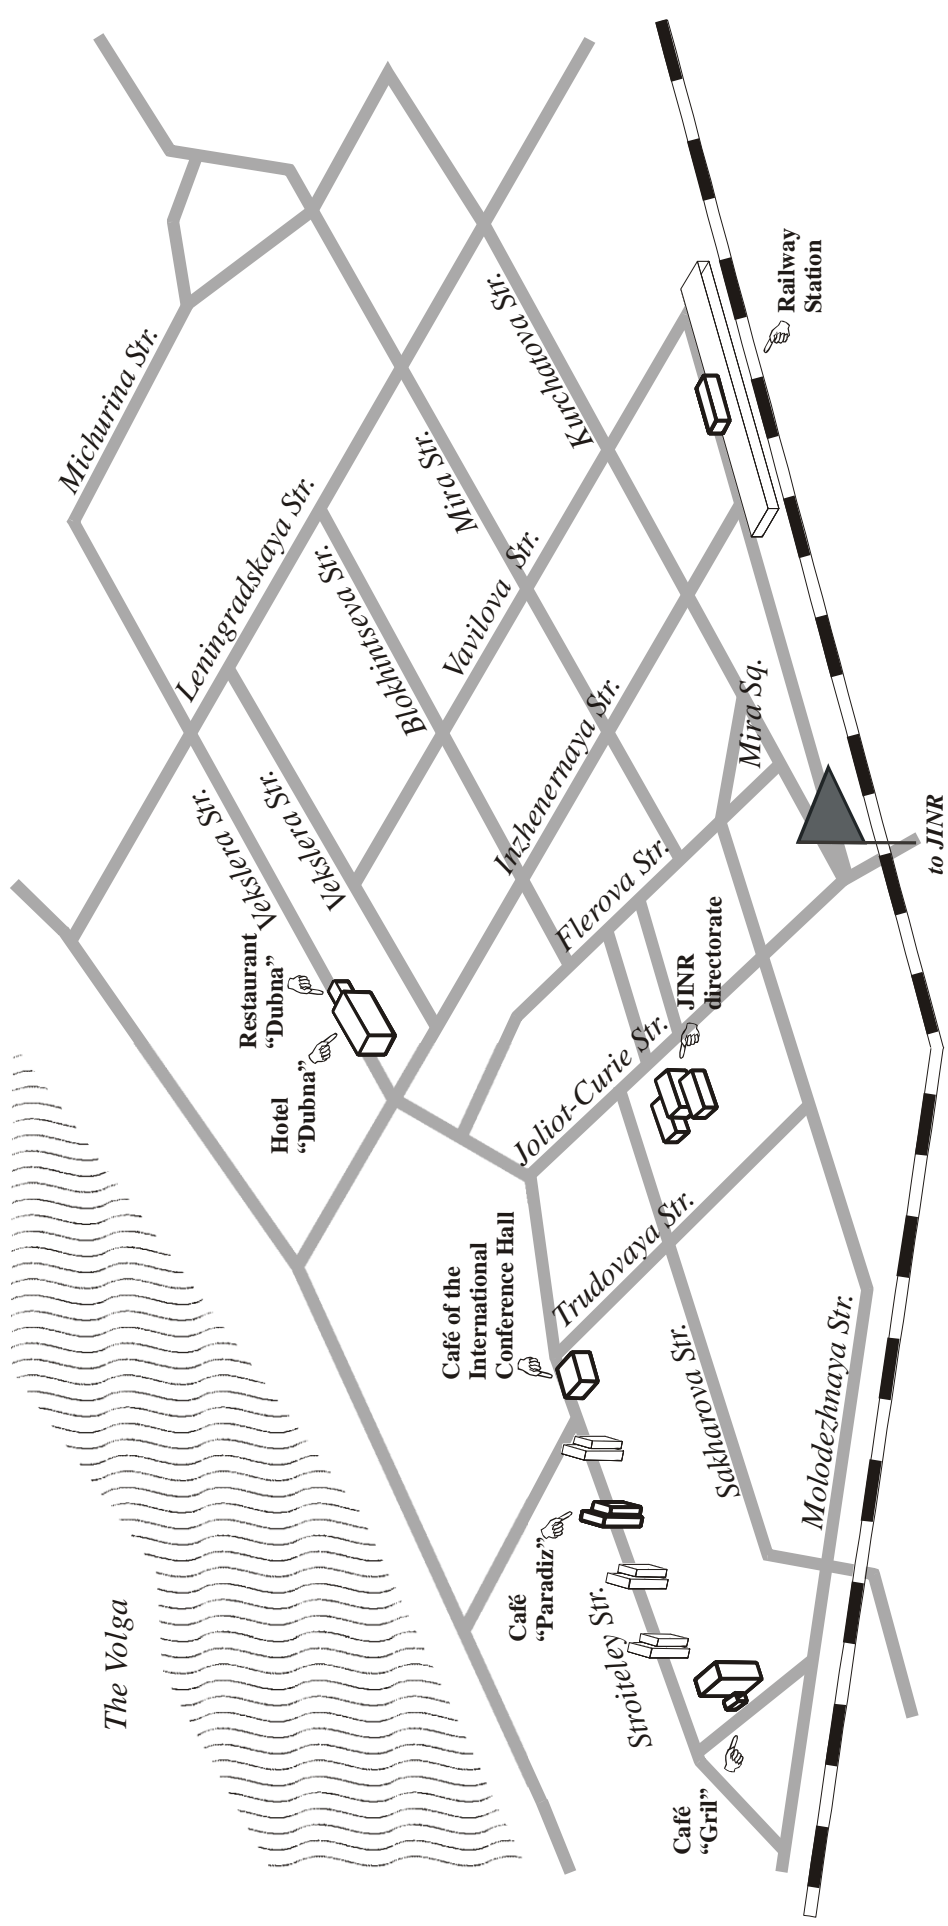 The Volga
Michurina Str.
Leningradskaya Str.
Vekslera Str.
Vekslera Str.
Blokhintseva Str.
Mira Str.
Vavilova Str.
Kurchatova Str.
Inzhenernaya Str.
Flerova Str.
Mira Sq.
Railway
Station
Restaurant
“Dubna”
Hotel
“Dubna”
JINR
directorate
Joliot-Curie Str.
Trudovaya Str.
Café of the
International
Conference Hall
Sakharova Str.
Molodezhnaya Str.
Café
“Paradiz”
Stroiteley Str.
Café
“Gril”
to JINR